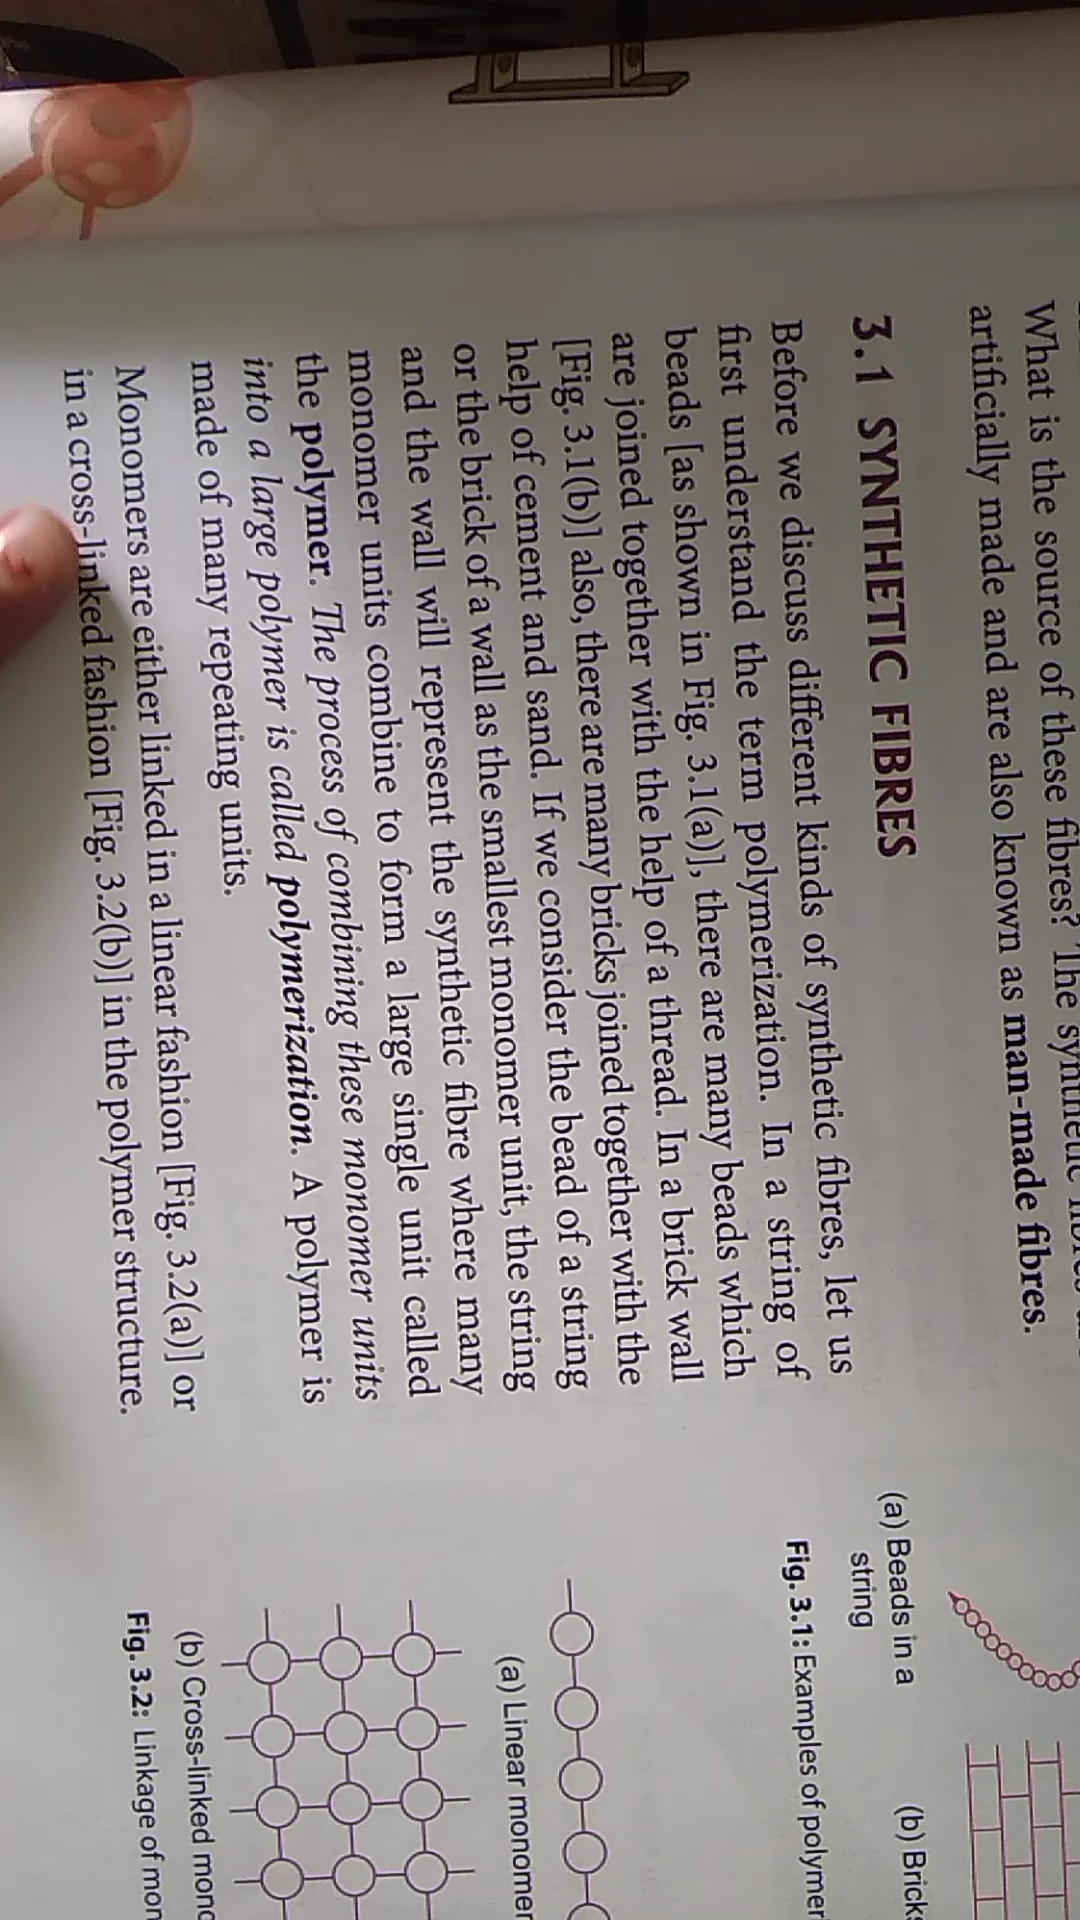 What is the source of these fibres? The synthetic
artificially made and are also known as man-made fibres.
3.1 SYNTHETIC FIBRES
Before we discuss different kinds of synthetic fibres, let us
first understand the term polymerization. In a string of
beads [as shown in Fig. 3.1(a)], there are many beads which
are joined together with the help of a thread. In a brick wall
[Fig. 3.1(b)] also, there are many bricks joined together with the
help of cement and sand. If we consider the bead of a string
or the brick of a wall as the smallest monomer unit, the string
and the wall will represent the synthetic fibre where many
monomer units combine to form a large single unit called
the polymer. The process of combining these monomer units
into a large polymer is called polymerization. A polymer is
made of many repeating units.
Monomers are either linked in a linear fashion [Fig. 3.2(a)] or
in a cross-linked fashion [Fig. 3.2(b)] in the polymer structure.
(a) Beads in a
string
(b) Bricks
Fig. 3.1: Examples of polymer
(a) Linear monomer
(b) Cross-linked mono
Fig. 3.2: Linkage of mon